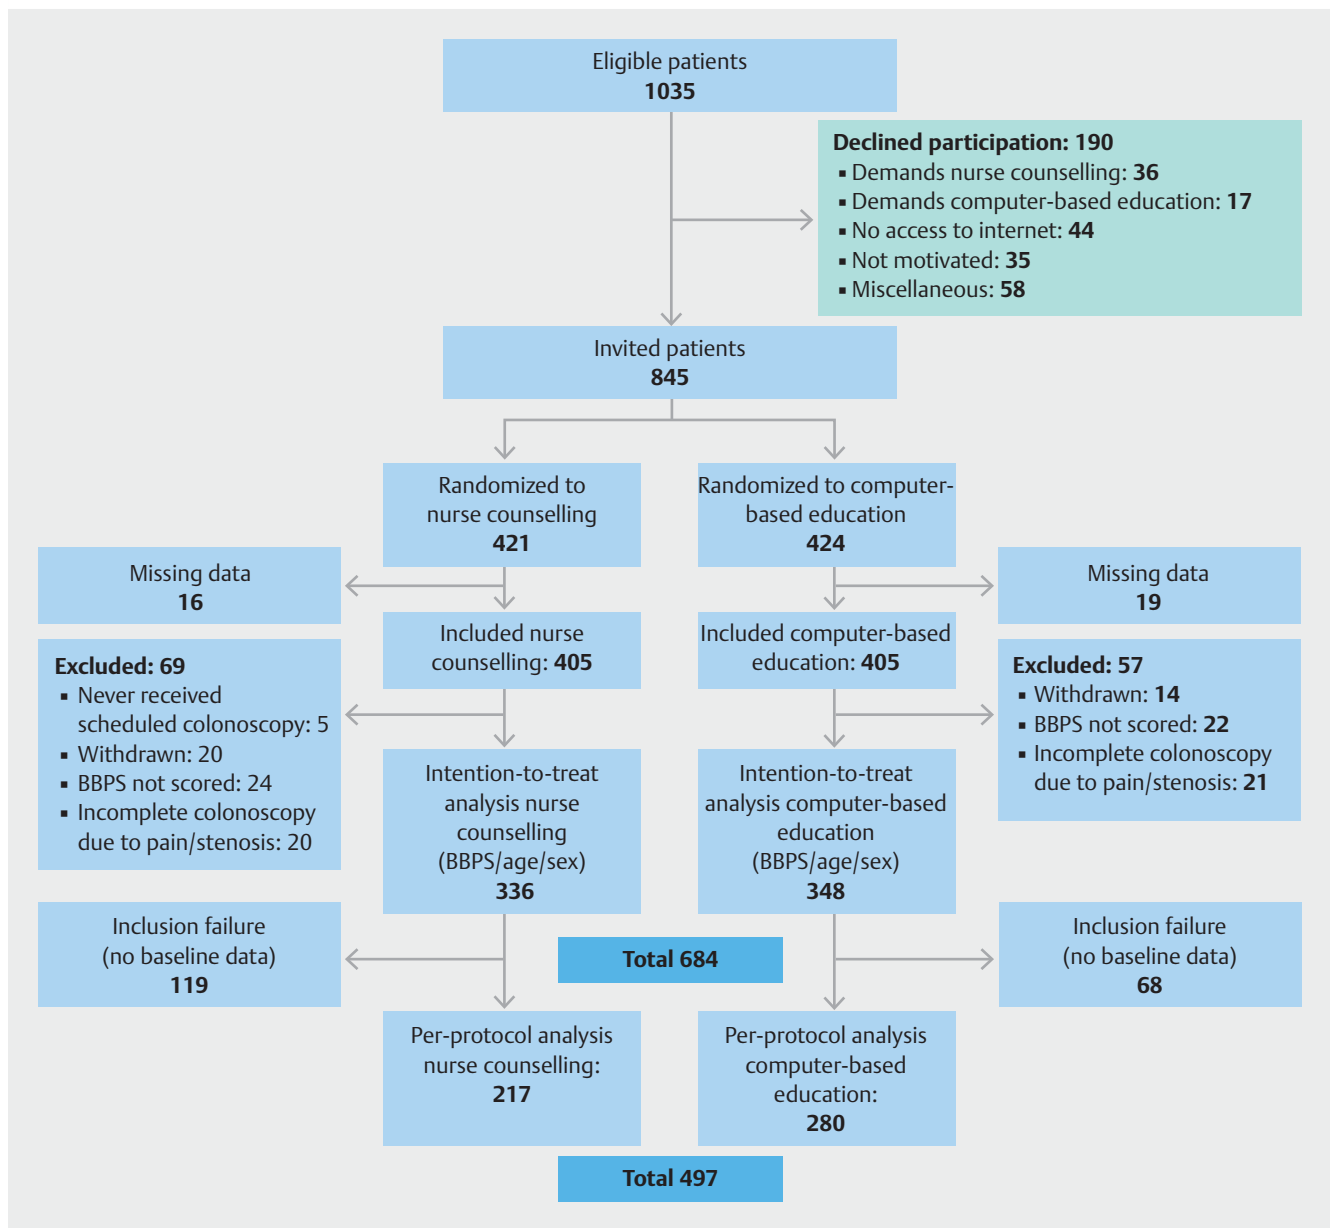 Eligible patients
1035
Declined participation: 190
▪ Demands nurse counselling: 36
▪ Demands computer-based education: 17
▪ No access to internet: 44
▪ Not motivated: 35
▪ Miscellaneous: 58
Invited patients
845
Randomized to
nurse counselling
421
Randomized to computer-
based education
424
Missing data
16
Missing data
19
Included nurse
counselling: 405
Included computer-based
education: 405
Excluded: 69
▪ Never received
scheduled colonoscopy: 5
▪ Withdrawn: 20
▪ BBPS not scored: 24
▪ Incomplete colonoscopy
due to pain/stenosis: 20
Excluded: 57
▪ Withdrawn: 14
▪ BBPS not scored: 22
▪ Incomplete colonoscopy
due to pain/stenosis: 21
Intention-to-treat
analysis nurse
counselling
(BBPS/age/sex)
336
Intention-to-treat
analysis computer-based
education
(BBPS/age/sex)
348
Inclusion failure
(no baseline data)
119
Total 684
Inclusion failure
(no baseline data)
68
Per-protocol analysis
nurse counselling:
217
Per-protocol analysis
computer-based
education:
280
Total 497